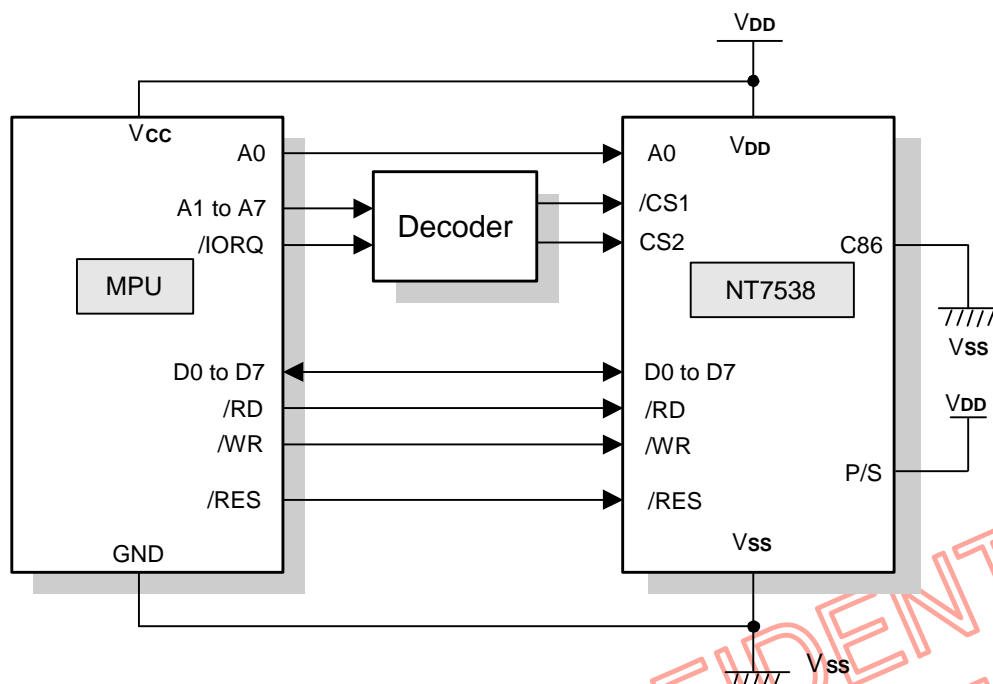 VDD
VCC
A0
A1 to A7
/IORQ
MPU
D0 to D7
/RD
/WR
/RES
GND
Decoder
VDD
A0
/CS1
CS2
C86
NT7538
D0 to D7
/RD
/WR
P/S
/RES
VSS
VSS
VDD
VSS